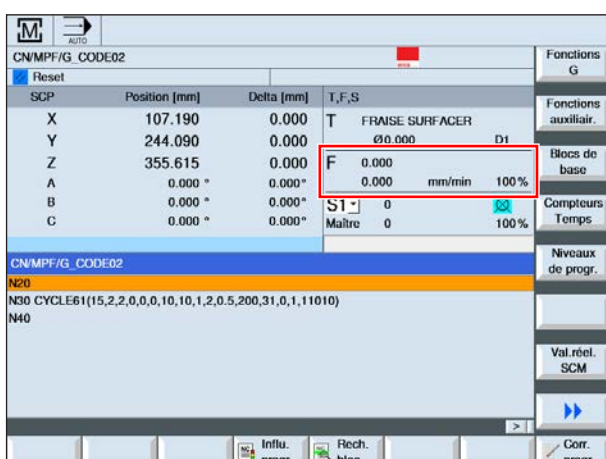 M AUTO
CN/MPF/G_CODE02
Reset
SCP Position [mm] Delta [mm] T,F,S
X 107.190 0.000 T FRAISE SURFACER
Y 244.090 0.000 Ø0.000 D1
Z 355.615 0.000 F 0.000
A 0.000 ° 0.000° 0.000 mm/min 100%
B 0.000 ° 0.000° S1 0
C 0.000 ° 0.000° Maître 0 100%
CN/MPF/G_CODE02
N20
N30 CYCLE61(15,2,2,0,0,0,10,10,1,2,0.5,200,31,0,1,11010)
N40
>
Fonctions
G
Fonctions
auxiliair.
Blocs de
base
Compteurs
Temps
Niveaux
de progr.
Val.réel.
SCM
NC Influ.
progr.
NC Rech.
bloc
Corr.
progr.